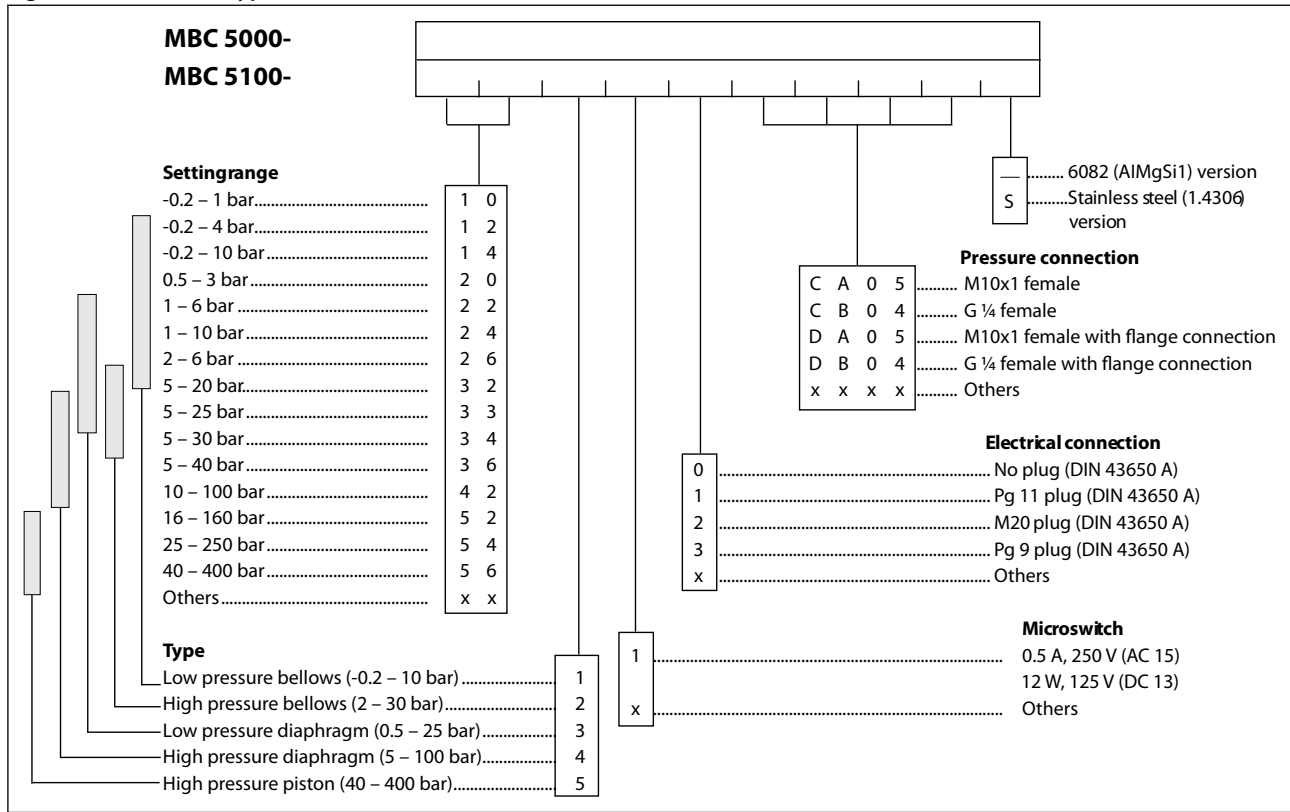 MBC 5000-
MBC 5100-
Settingrange
-0.2 – 1 bar 1 0
-0.2 – 4 bar 1 2
-0.2 – 10 bar 1 4
0.5 – 3 bar 2 0
1 – 6 bar 2 2
1 – 10 bar 2 4
2 – 6 bar 2 6
5 – 20 bar 3 2
5 – 25 bar 3 3
5 – 30 bar 3 4
5 – 40 bar 3 6
10 – 100 bar 4 2
16 – 160 bar 5 2
25 – 250 bar 5 4
40 – 400 bar 5 6
Others x x
Type
Low pressure bellows (-0.2 – 10 bar) 1
High pressure bellows (2 – 30 bar) 2
Low pressure diaphragm (0.5 – 25 bar) 3
High pressure diaphragm (5 – 100 bar) 4
High pressure piston (40 – 400 bar) 5
— 6082 (AlMgSi1) version
S Stainless steel (1.4306)
version
Pressure connection
C A 0 5 M10x1 female
C B 0 4 G ¼ female
D A 0 5 M10x1 female with flange connection
D B 0 4 G ¼ female with flange connection
x x x x Others
Electrical connection
0 No plug (DIN 43650 A)
1 Pg 11 plug (DIN 43650 A)
2 M20 plug (DIN 43650 A)
3 Pg 9 plug (DIN 43650 A)
x Others
Microswitch
1 0.5 A, 250 V (AC 15)
12 W, 125 V (DC 13)
x Others